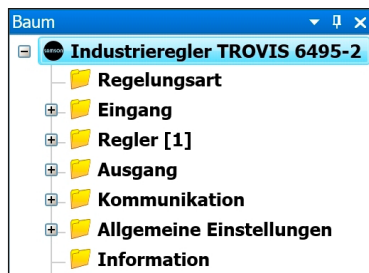 Baum
Industrieregler TROVIS 6495-2
Regelungsart
Eingang
Regler [1]
Ausgang
Kommunikation
Allgemeine Einstellungen
Information